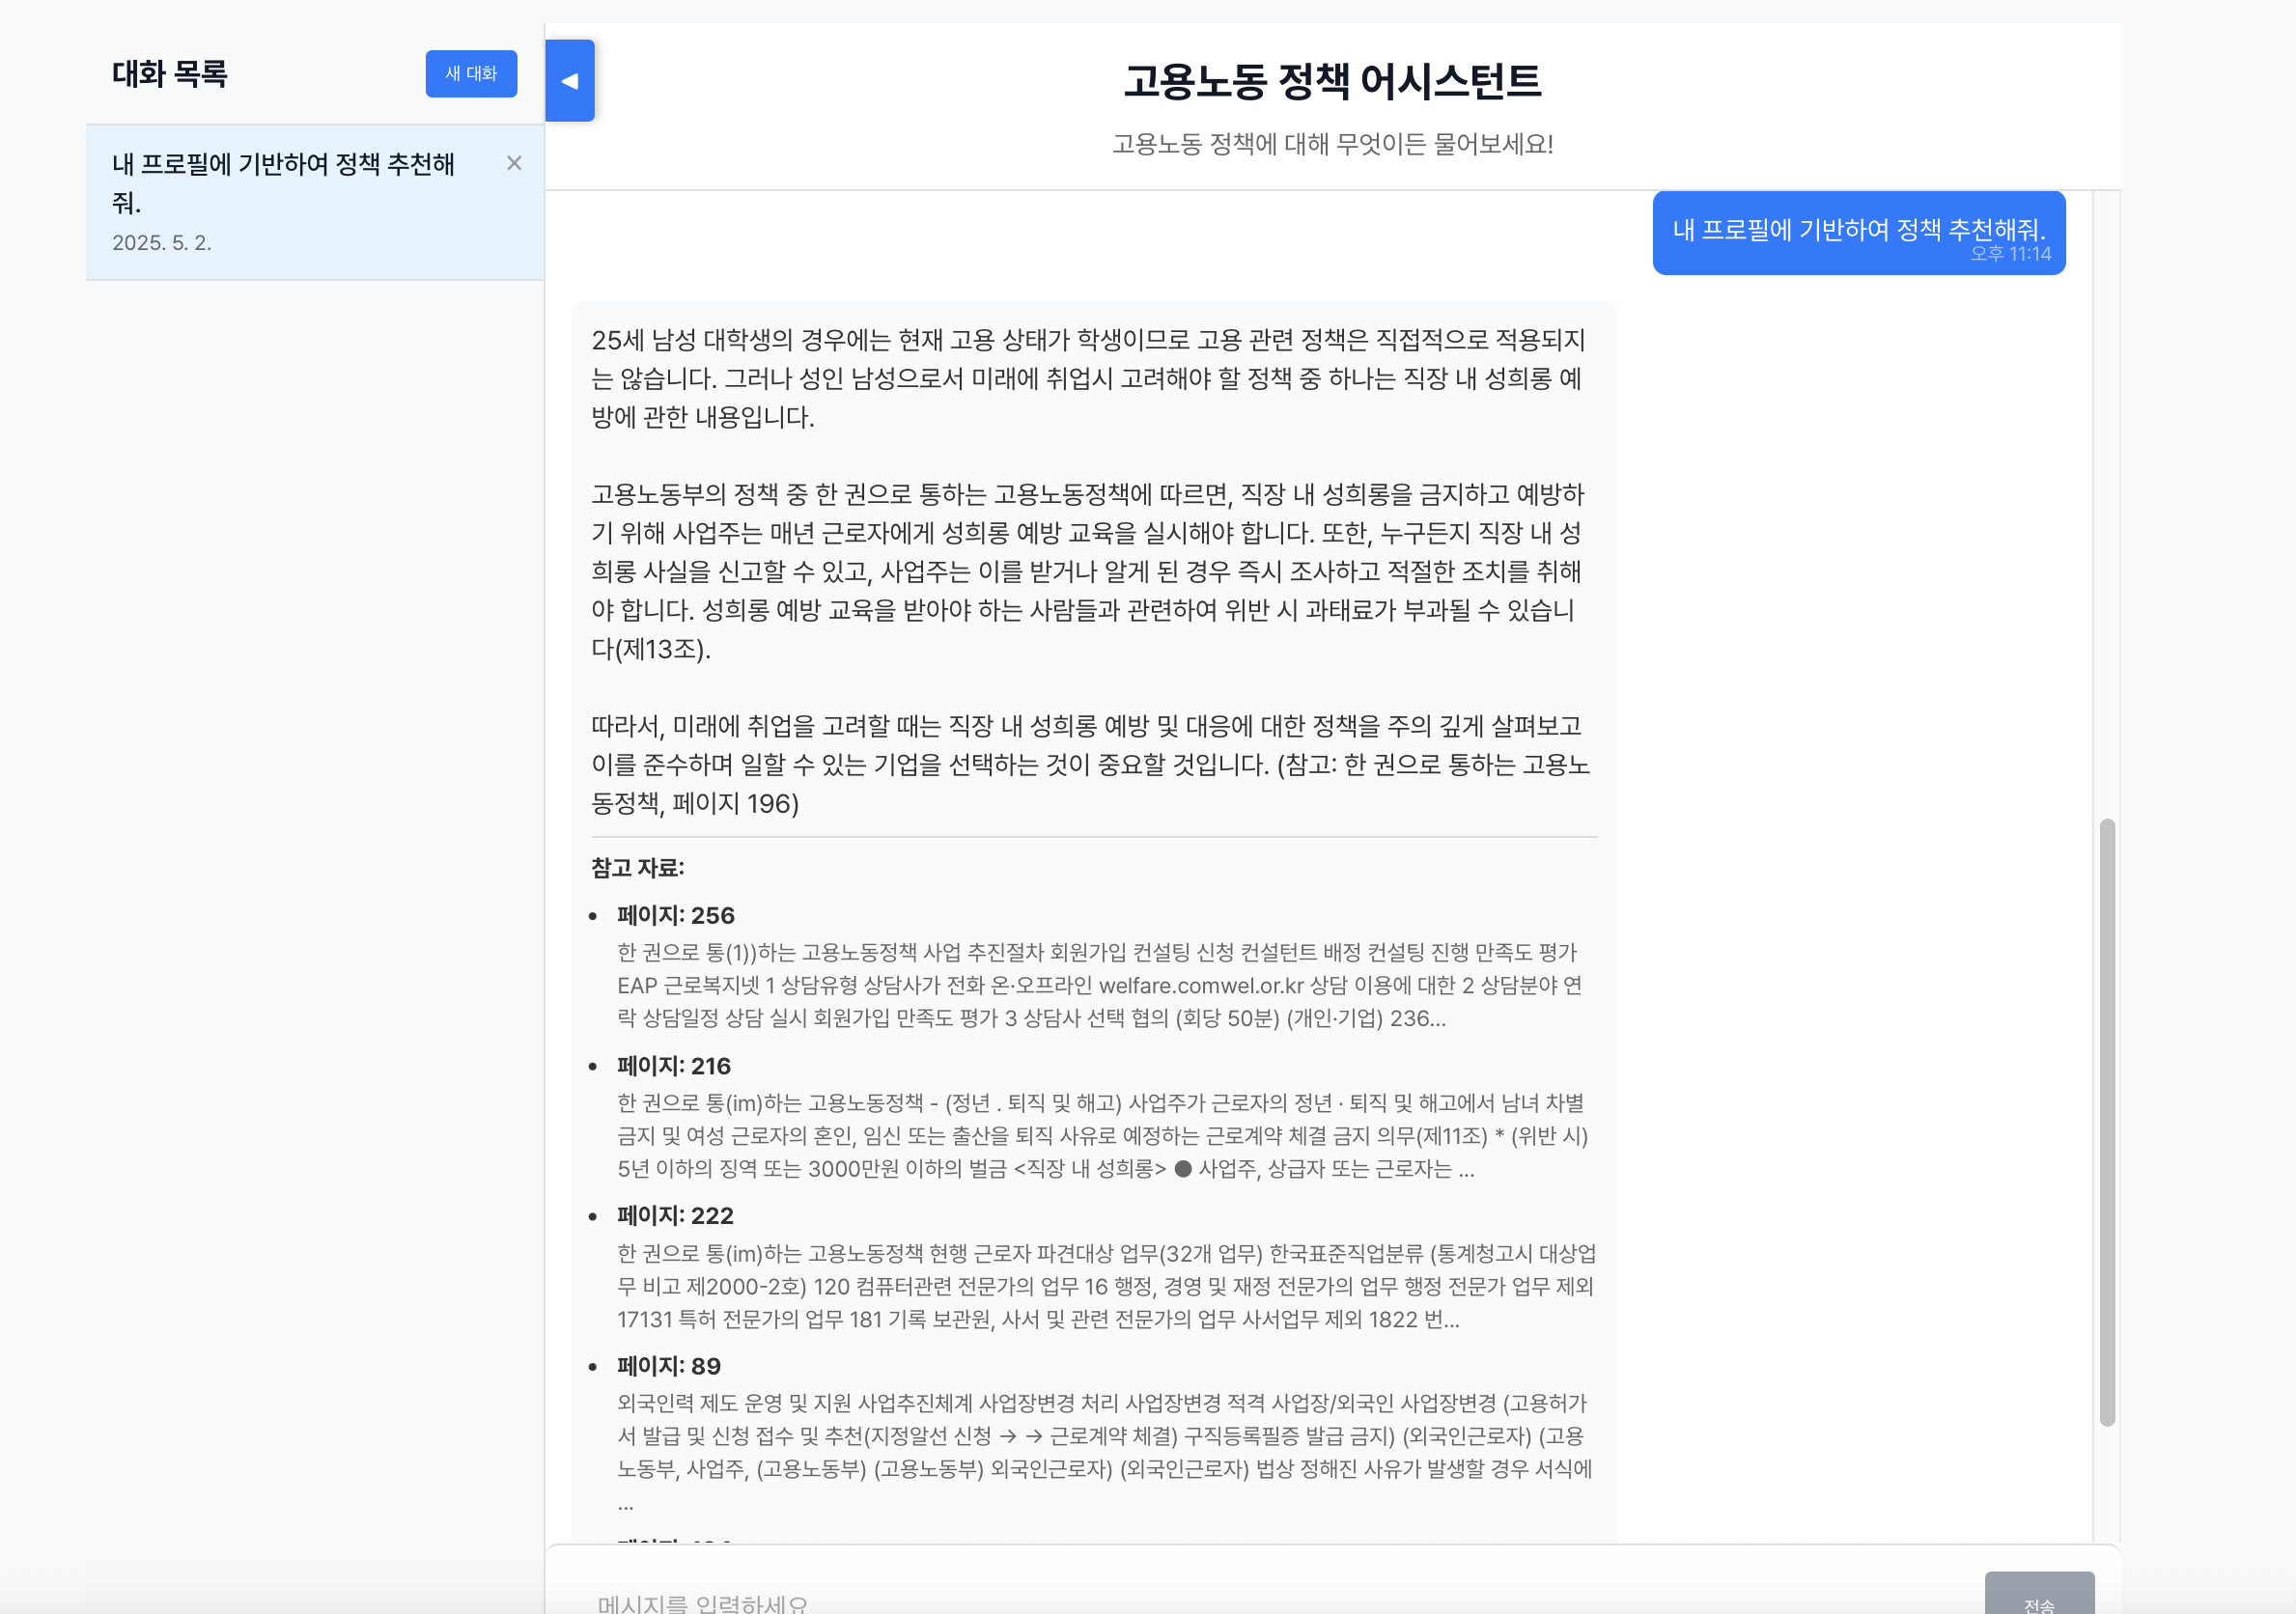 대화 목록
새 대화
내 프로필에 기반하여 정책 추천해
줘.
×
2025. 5. 2.
◀
고용노동 정책 어시스턴트
고용노동 정책에 대해 무엇이든 물어보세요!
내 프로필에 기반하여 정책 추천해줘.
오후 11:14
25세 남성 대학생의 경우에는 현재 고용 상태가 학생이므로 고용 관련 정책은 직접적으로 적용되지
는 않습니다. 그러나 성인 남성으로서 미래에 취업시 고려해야 할 정책 중 하나는 직장 내 성희롱 예
방에 관한 내용입니다.
고용노동부의 정책 중 한 권으로 통하는 고용노동정책에 따르면, 직장 내 성희롱을 금지하고 예방하
기 위해 사업주는 매년 근로자에게 성희롱 예방 교육을 실시해야 합니다. 또한, 누구든지 직장 내 성
희롱 사실을 신고할 수 있고, 사업주는 이를 받거나 알게 된 경우 즉시 조사하고 적절한 조치를 취해
야 합니다. 성희롱 예방 교육을 받아야 하는 사람들과 관련하여 위반 시 과태료가 부과될 수 있습니
다(제13조).
따라서, 미래에 취업을 고려할 때는 직장 내 성희롱 예방 및 대응에 대한 정책을 주의 깊게 살펴보고
이를 준수하며 일할 수 있는 기업을 선택하는 것이 중요할 것입니다. (참고: 한 권으로 통하는 고용노
동정책, 페이지 196)
참고 자료:
• 페이지: 256
한 권으로 통(1))하는 고용노동정책 사업 추진절차 회원가입 컨설팅 신청 컨설턴트 배정 컨설팅 진행 만족도 평가
EAP 근로복지넷 1 상담유형 상담사가 전화 온·오프라인 welfare.comwel.or.kr 상담 이용에 대한 2 상담분야 연
락 상담일정 상담 실시 회원가입 만족도 평가 3 상담사 선택 협의 (회당 50분) (개인·기업) 236...
• 페이지: 216
한 권으로 통(im)하는 고용노동정책 - (정년 . 퇴직 및 해고) 사업주가 근로자의 정년 · 퇴직 및 해고에서 남녀 차별
금지 및 여성 근로자의 혼인, 임신 또는 출산을 퇴직 사유로 예정하는 근로계약 체결 금지 의무(제11조) * (위반 시)
5년 이하의 징역 또는 3000만원 이하의 벌금 <직장 내 성희롱> ● 사업주, 상급자 또는 근로자는 ...
• 페이지: 222
한 권으로 통(im)하는 고용노동정책 현행 근로자 파견대상 업무(32개 업무) 한국표준직업분류 (통계청고시 대상업
무 비고 제2000-2호) 120 컴퓨터관련 전문가의 업무 16 행정, 경영 및 재정 전문가의 업무 행정 전문가 업무 제외
17131 특허 전문가의 업무 181 기록 보관원, 사서 및 관련 전문가의 업무 사서업무 제외 1822 번...
• 페이지: 89
외국인력 제도 운영 및 지원 사업추진체계 사업장변경 처리 사업장변경 적격 사업장/외국인 사업장변경 (고용허가
서 발급 및 신청 접수 및 추천(지정알선 신청 → → 근로계약 체결) 구직등록필증 발급 금지) (외국인근로자) (고용
노동부, 사업주, (고용노동부) (고용노동부) 외국인근로자) (외국인근로자) 법상 정해진 사유가 발생할 경우 서식에
...
메시지를 입력하세요
전송